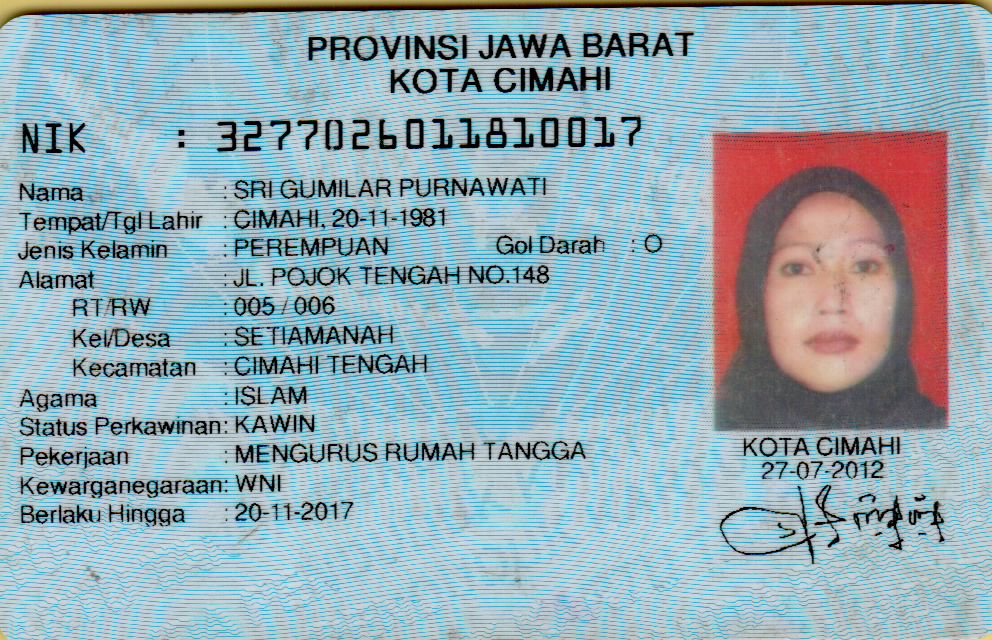 PROVINSI JAWA BARAT
KOTA CIMAHI
NIK : 3277026011810017
Nama : SRI GUMILAR PURNAWATI
Tempat/Tgl Lahir : CIMAHI, 20-11-1981
Jenis Kelamin : PEREMPUAN Gol Darah : O
Alamat : JL. POJOK TENGAH NO.148
RT/RW : 005 / 006
Kel/Desa : SETIAMANAH
Kecamatan : CIMAHI TENGAH
Agama : ISLAM
Status Perkawinan: KAWIN
Pekerjaan : MENGURUS RUMAH TANGGA
Kewarganegaraan: WNI
Berlaku Hingga : 20-11-2017
KOTA CIMAHI
27-07-2012